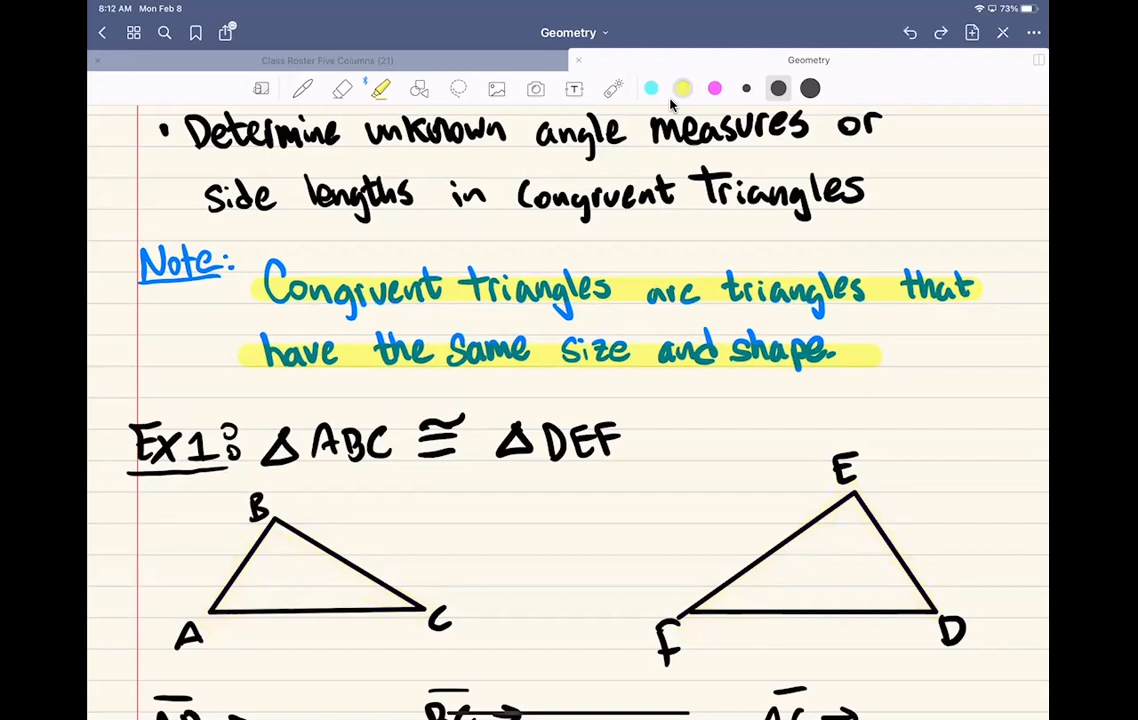 8:12 AM Mon Feb 8
73%
Geometry
Class Roster Five Columns (21)
Geometry
T
• Determine unknown angle measures or
side lengths in congruent Triangles
Note: Congruent triangles are triangles that
have the same size and shape.
Ex1: △ABC ≅ △DEF
B
E
A
C
F
D